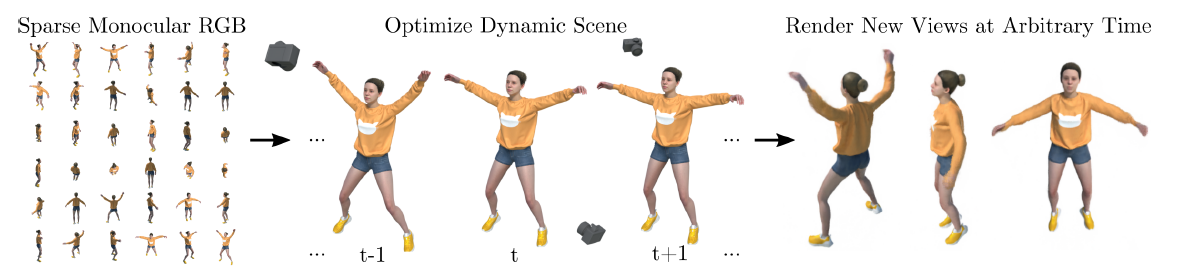 Sparse Monocular RGB
Optimize Dynamic Scene
Render New Views at Arbitrary Time
...
...
... t-1 t t+1 ...